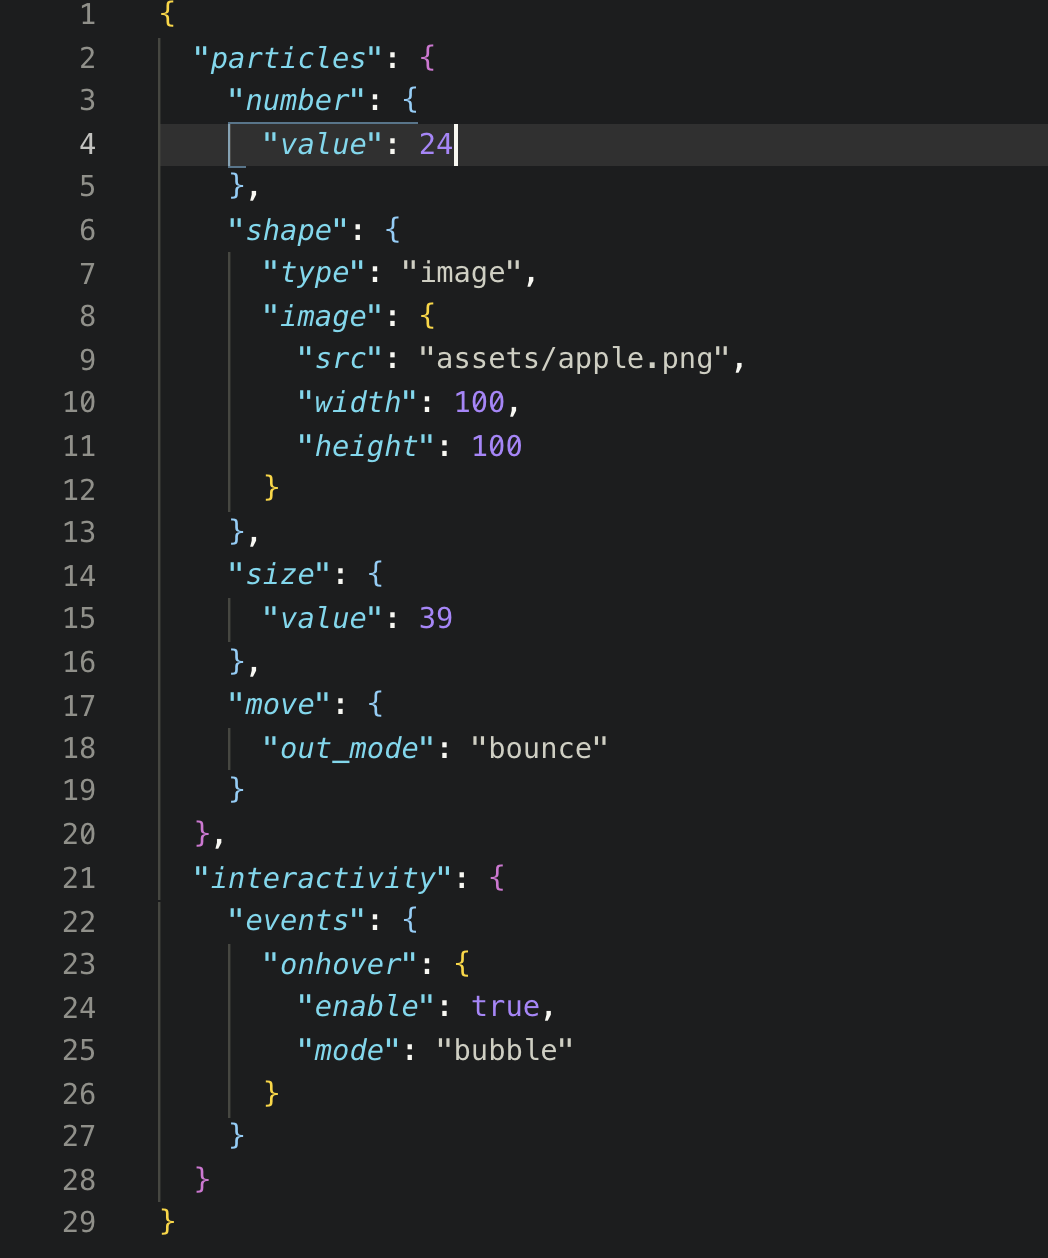 1 {
2   "particles": {
3     "number": {
4       "value": 24
5     },
6     "shape": {
7       "type": "image",
8       "image": {
9         "src": "assets/apple.png",
10         "width": 100,
11         "height": 100
12       }
13     },
14     "size": {
15       "value": 39
16     },
17     "move": {
18       "out_mode": "bounce"
19     }
20   },
21   "interactivity": {
22     "events": {
23       "onhover": {
24         "enable": true,
25         "mode": "bubble"
26       }
27     }
28   }
29 }